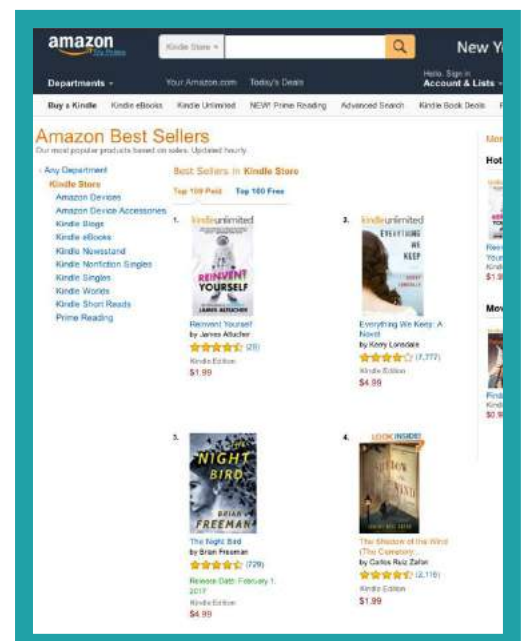 amazon
Kindle Store
New Y
Departments
Your Amazon.com Today's Deals
Hello. Sign in
Account & Lists
Buy a Kindle Kindle eBooks Kindle Unlimited NEW! Prime Reading Advanced Search Kindle Book Deals
Amazon Best Sellers
Our most popular products based on sales. Updated hourly.
‹ Any Department
Kindle Store
Amazon Devices
Amazon Device Accessories
Kindle Blogs
Kindle eBooks
Kindle Newsstand
Kindle Nonfiction Singles
Kindle Singles
Kindle Worlds
Kindle Short Reads
Prime Reading
Best Sellers in Kindle Store
Top 100 Paid Top 100 Free
1.
kindleunlimited
REINVENT
YOURSELF
JAMES ALTUCHER
Reinvent Yourself
by James Altucher
(28)
Kindle Edition
$1.99
2.
kindleunlimited
EVERYTHING
WE
KEEP
KERRY
LONSDALE
Everything We Keep: A
Novel
by Kerry Lonsdale
(7,777)
Kindle Edition
$4.99
3.
THE
NIGHT
BIRD
BRIAN
FREEMAN
The Night Bird
by Brian Freeman
(729)
Release Date: February 1,
2017
Kindle Edition
$4.99
4.
LOOK INSIDE!
The Shadow of the Wind
(The Cemetery...
by Carlos Ruiz Zafon
(2,116)
Kindle Edition
$1.99
Hot